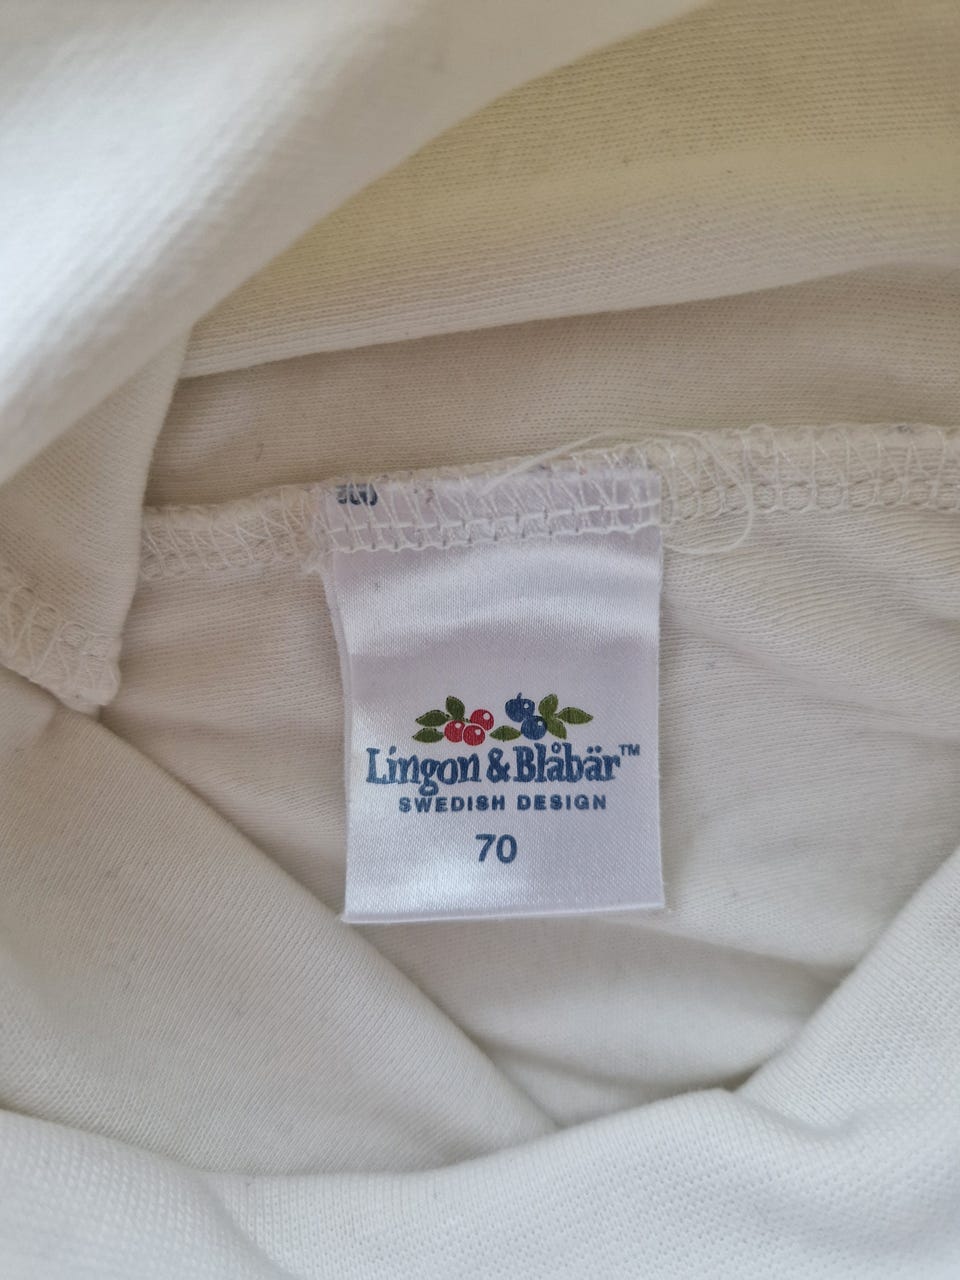 Lingon & Blåbär™
SWEDISH DESIGN
70